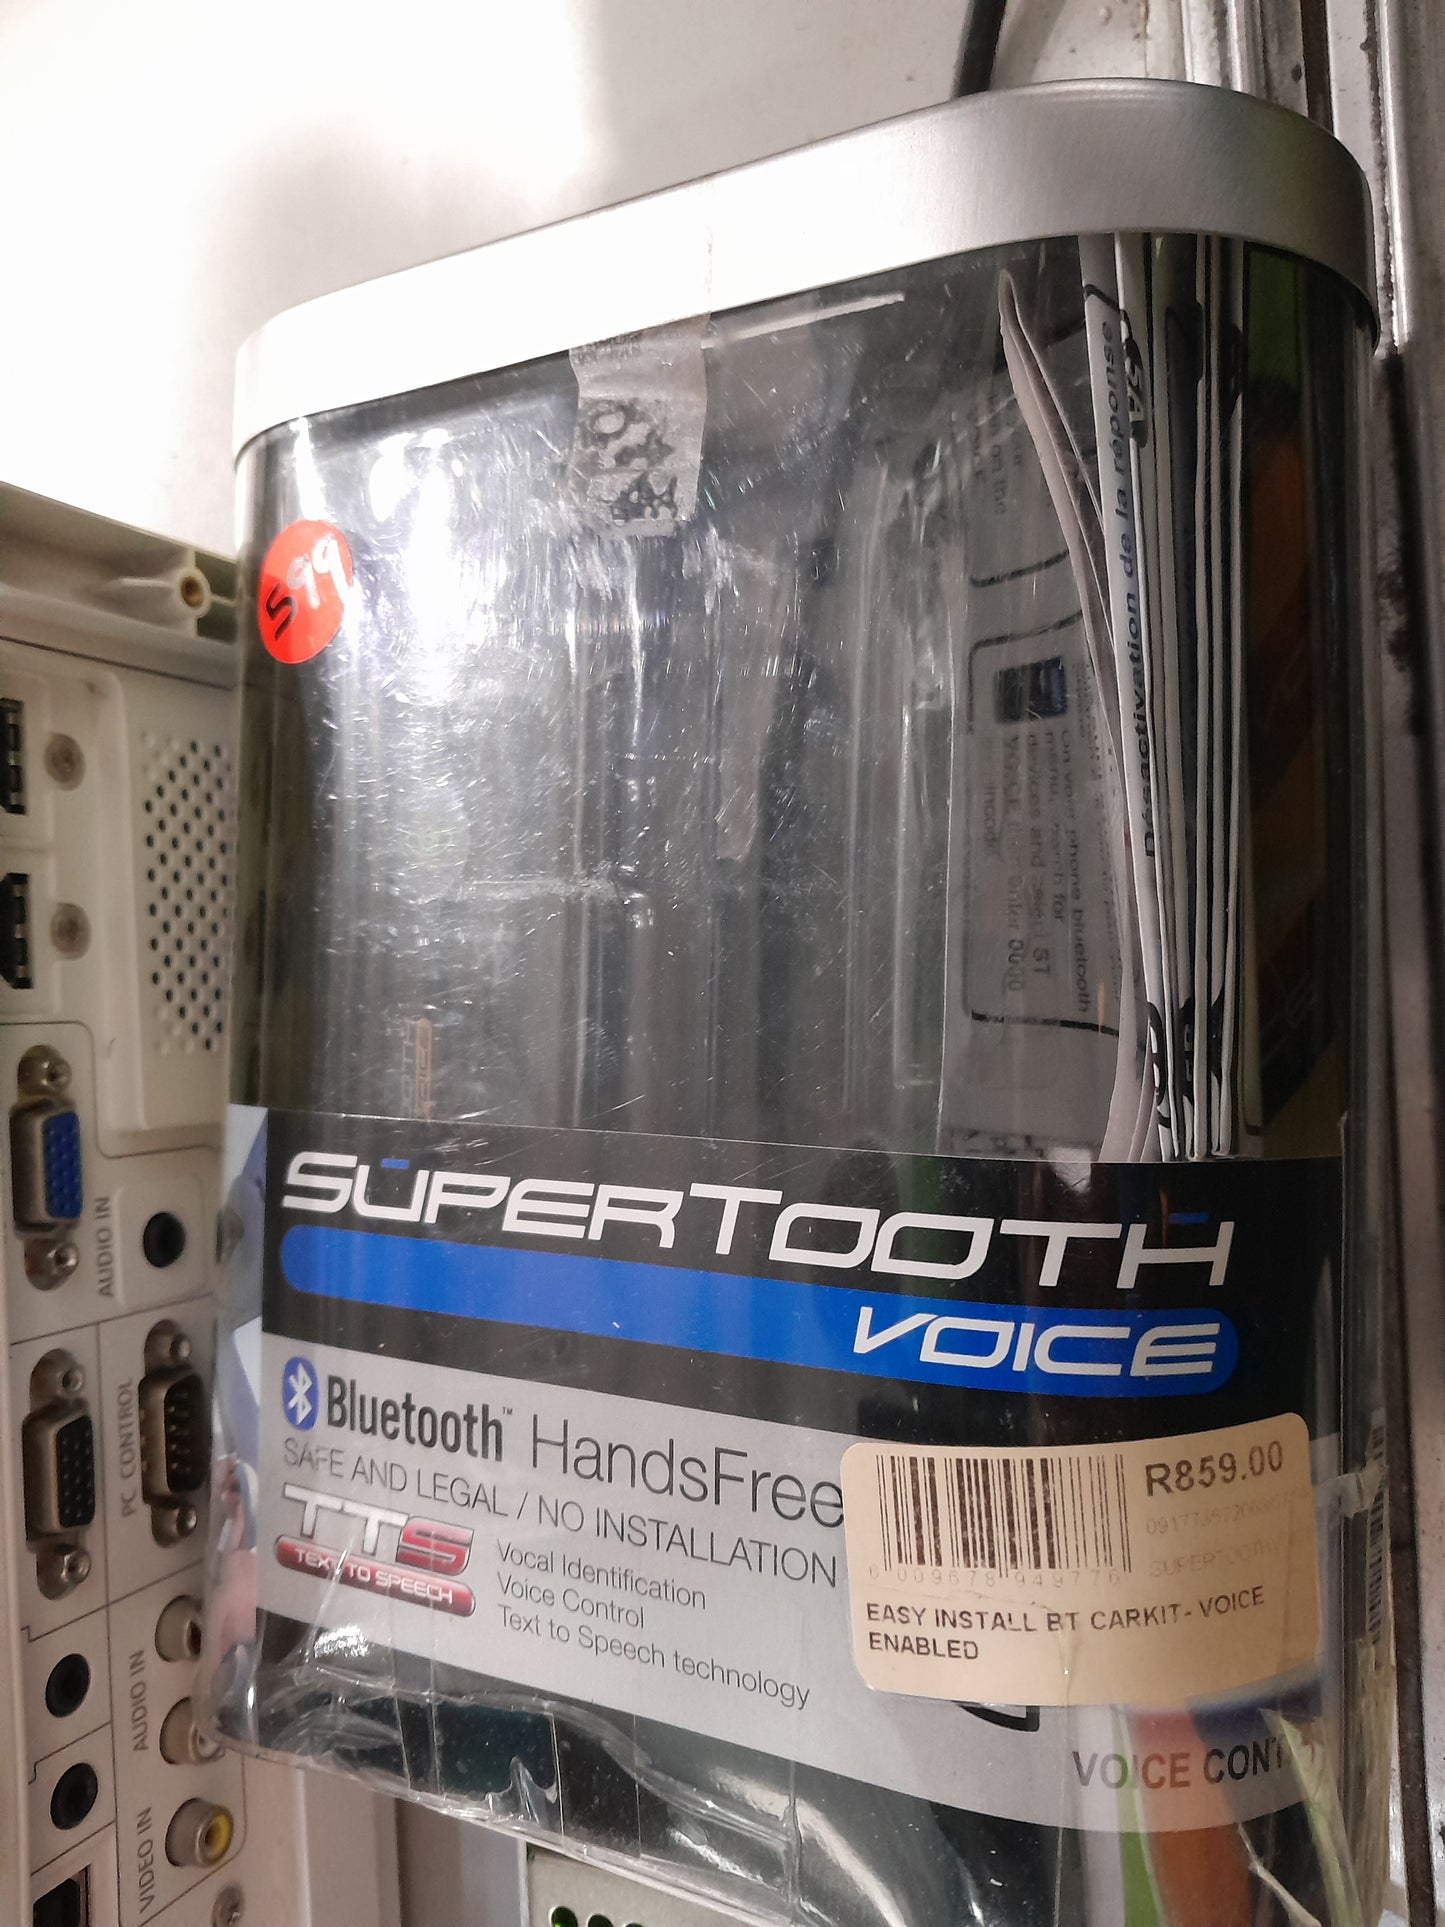 599
Désactivation de la réponse
On your phone bluetooth
menu, search for
devices and select ST
VOICE then enter 0000
SUPERTOOTH
VOICE
Bluetooth™ HandsFree
SAFE AND LEGAL / NO INSTALLATION
TTS
TEXT TO SPEECH
Vocal Identification
Voice Control
Text to Speech technology
R859.00
6 009678 949776
EASY INSTALL BT CARKIT- VOICE
ENABLED
VOICE
AUDIO IN
PC CONTROL
AUDIO IN
VIDEO IN